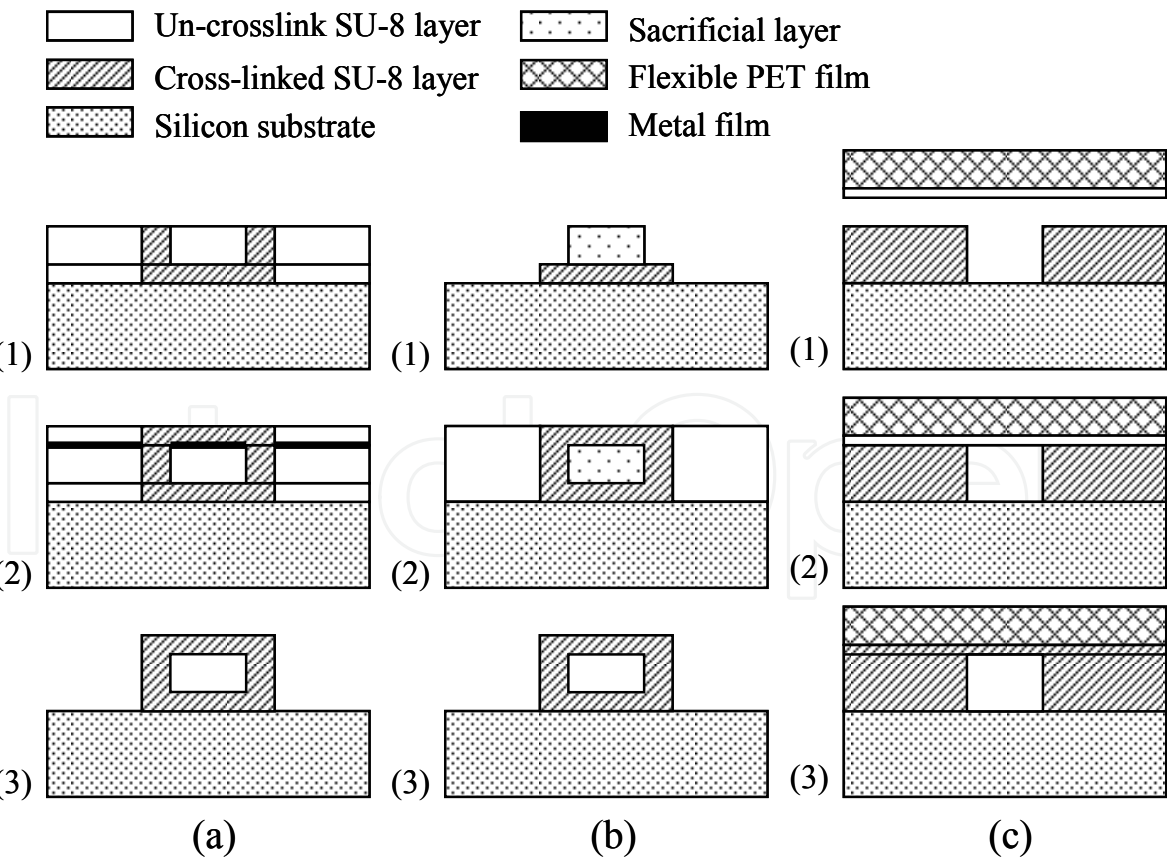 Un-crosslink SU-8 layer
Sacrificial layer
Cross-linked SU-8 layer
Flexible PET film
Silicon substrate
Metal film
(1)
(1)
(1)
(2)
(2)
(2)
(3)
(3)
(3)
(a)
(b)
(c)